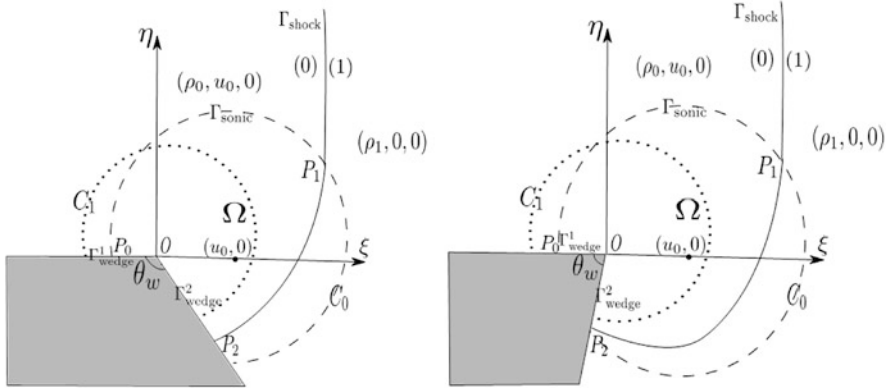 Γshock
η
(0) (1)
(ρ0, u0, 0)
Γsonic
(ρ1, 0, 0)
P1
C1
Ω
Γ1wedge
P0
O
(u0, 0)
ξ
θw
Γ2wedge
C0
P2
Γshock
η
(0) (1)
(ρ0, u0, 0)
Γsonic
(ρ1, 0, 0)
P1
C1
Ω
P0
Γ1wedge
O
(u0, 0)
ξ
θw
Γ2wedge
C0
P2